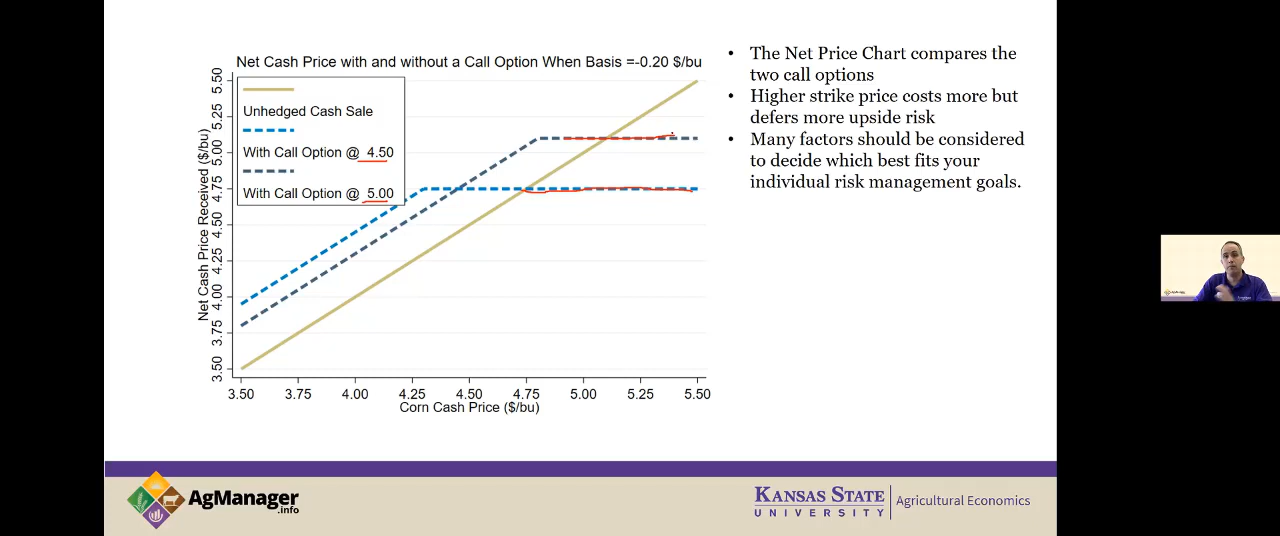 Net Cash Price with and without a Call Option When Basis =-0.20 $/bu
Unhedged Cash Sale
With Call Option @ 4.50
With Call Option @ 5.00
Net Cash Price Received ($/bu)
5.50
5.25
5.00
4.75
4.50
4.25
4.00
3.75
3.50
3.50 3.75 4.00 4.25 4.50 4.75 5.00 5.25 5.50
Corn Cash Price ($/bu)
• The Net Price Chart compares the
two call options
• Higher strike price costs more but
defers more upside risk
• Many factors should be considered
to decide which best fits your
individual risk management goals.
AgManager
.info
KANSAS STATE
UNIVERSITY
Agricultural Economics